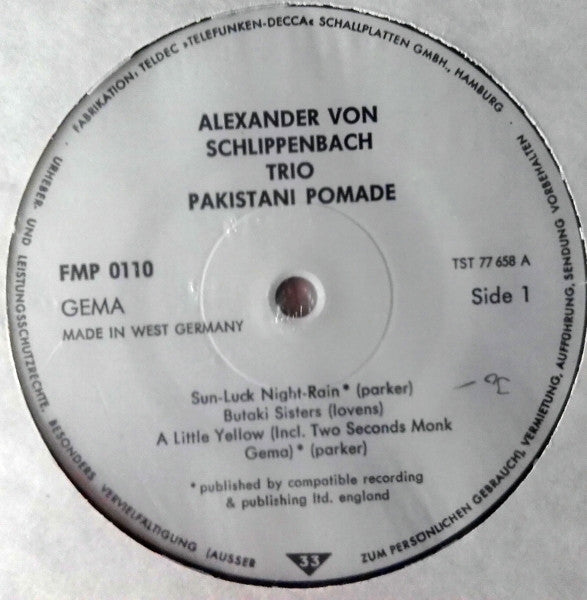 FABRIKATION: TELDEC »TELEFUNKEN-DECCA« SCHALLPLATTEN GMBH., HAMBURG
ALEXANDER VON
SCHLIPPENBACH
TRIO
PAKISTANI POMADE
FMP 0110
GEMA
MADE IN WEST GERMANY
TST 77 658 A
Side 1
Sun-Luck Night-Rain* (parker)
Butaki Sisters (lovens)
A Little Yellow (Incl. Two Seconds Monk
Gema)* (parker)
*published by compatible recording
& publishing ltd. england
33
URHEBER- UND LEISTUNGSSCHUTZRECHTE, BESONDERS VERVIELFÄLTIGUNG (AUSSER ZUM PERSÖNLICHEN GEBRAUCH), VERMIETUNG, AUFFÜHRUNG, SENDUNG VORBEHALTEN